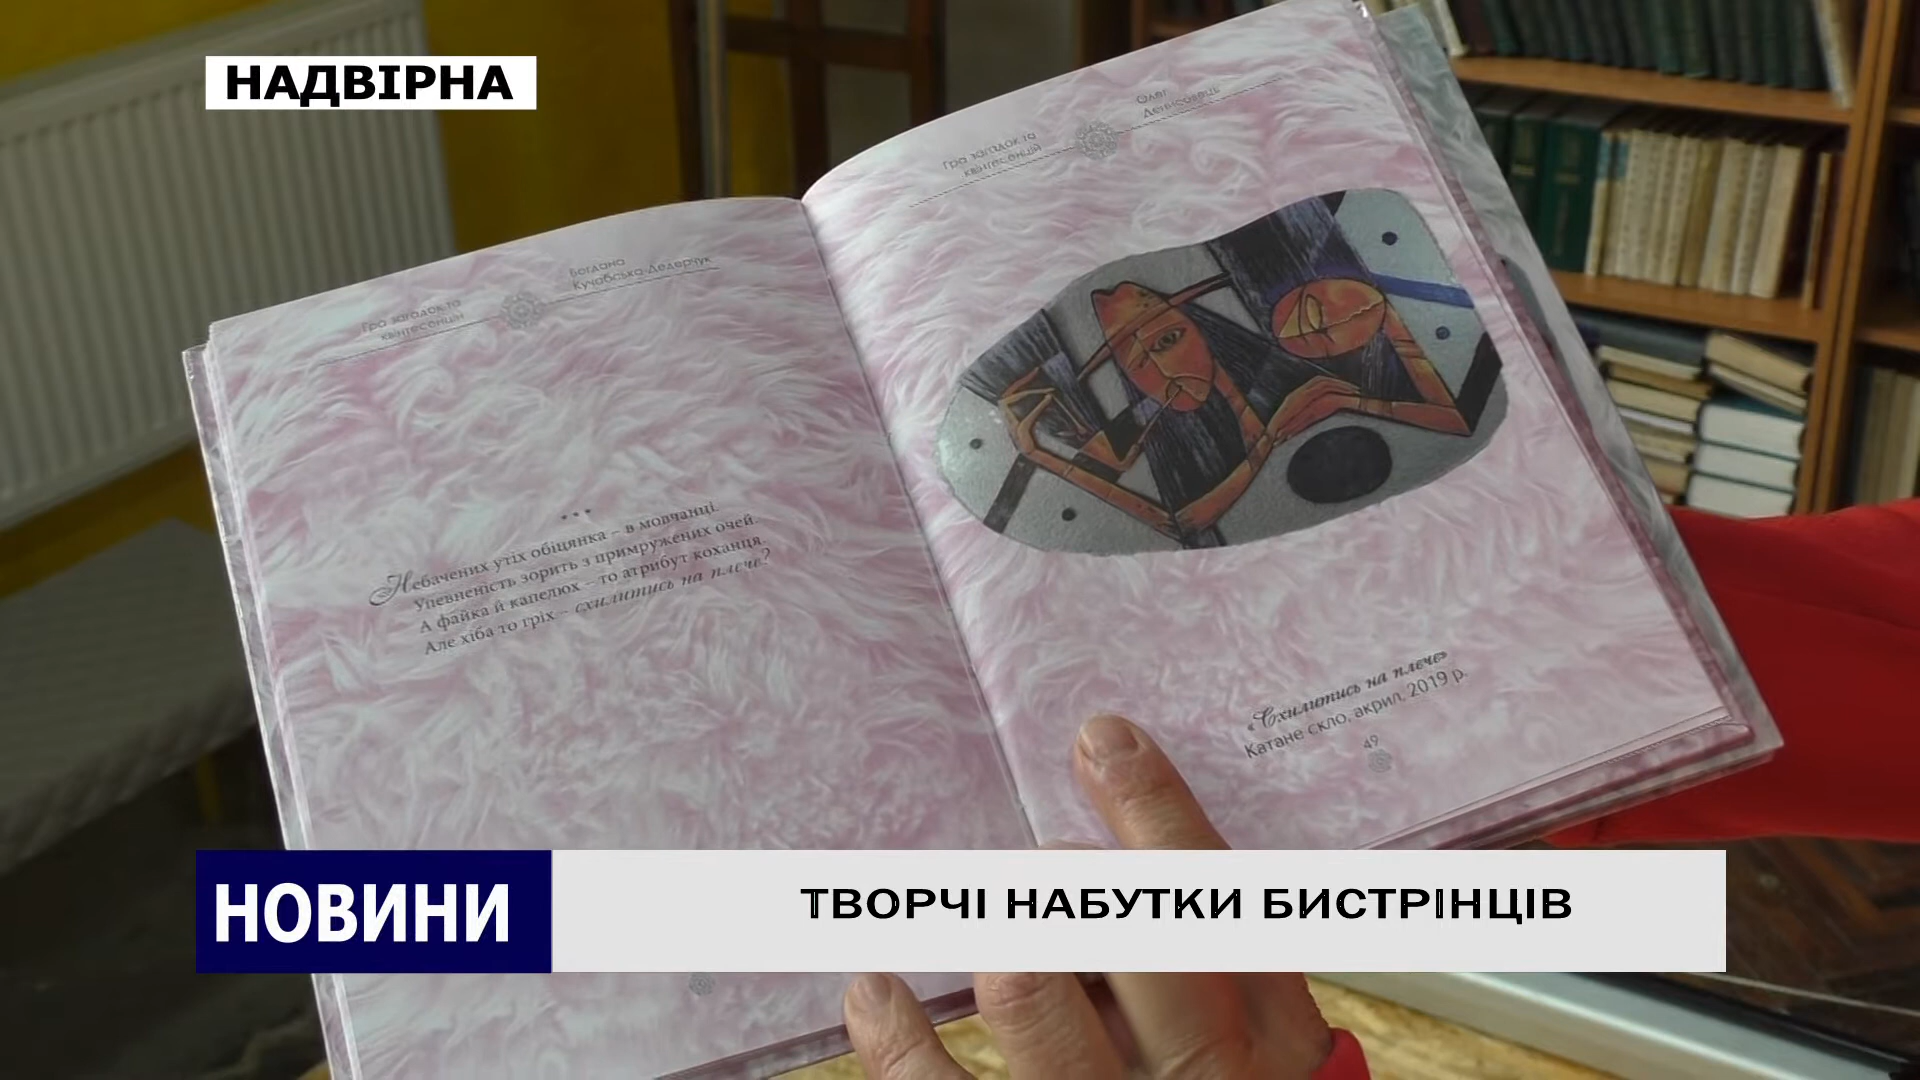 НАДВІРНА
Гра загадок та
квінтесенцій
Богдана
Кучабська-Дедерчук
* * *
Небачених утіх обіцянка – в мовчанці.
Упевненість зорить з примружених очей.
А файка й капелюх – то атрибут коханця.
Але хіба то гріх – схилитись на плече?
Гра загадок та
квінтесенцій
Олег
Денисовець
«Схилитись на плече»
Катане скло, акрил, 2019 р.
49
НОВИНИ
ТВОРЧІ НАБУТКИ БИСТРІНЦІВ